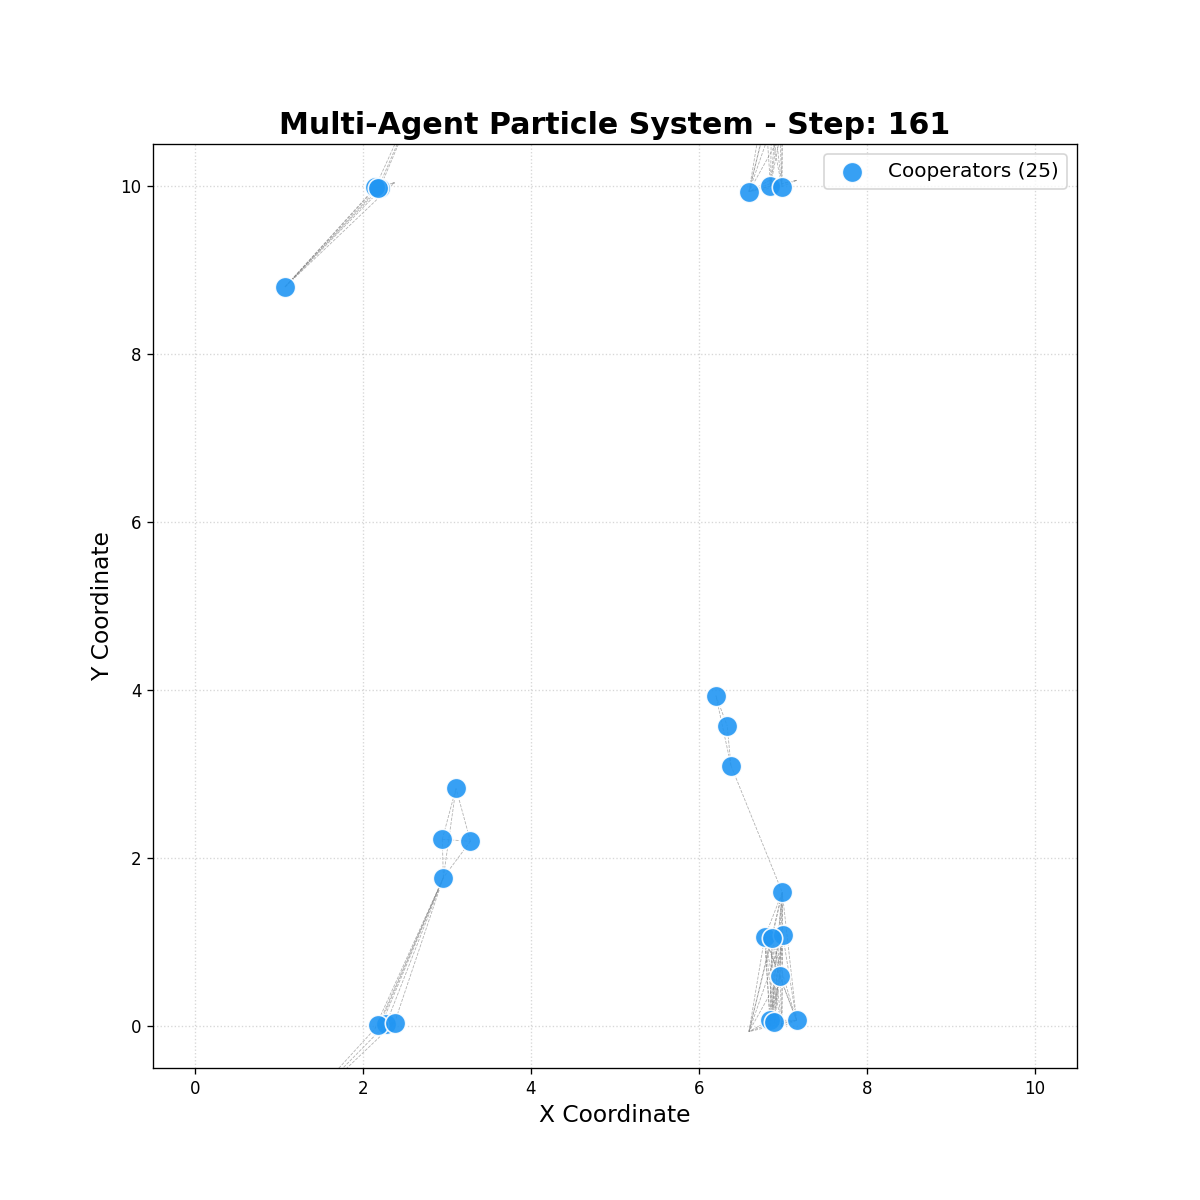 Multi-Agent Particle System - Step: 161
Cooperators (25)
10
8
6
4
2
0
Y Coordinate
0 2 4 6 8 10
X Coordinate